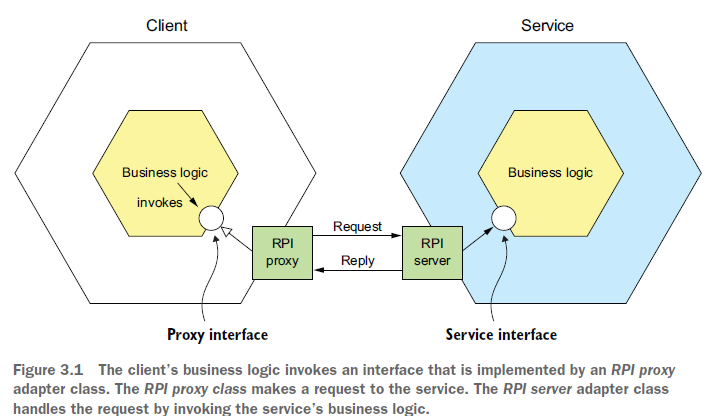 Client
Service
Business logic
invokes
Business logic
RPI
proxy
Request
Reply
RPI
server
Proxy interface
Service interface
Figure 3.1 The client’s business logic invokes an interface that is implemented by an RPI proxy
adapter class. The RPI proxy class makes a request to the service. The RPI server adapter class
handles the request by invoking the service’s business logic.